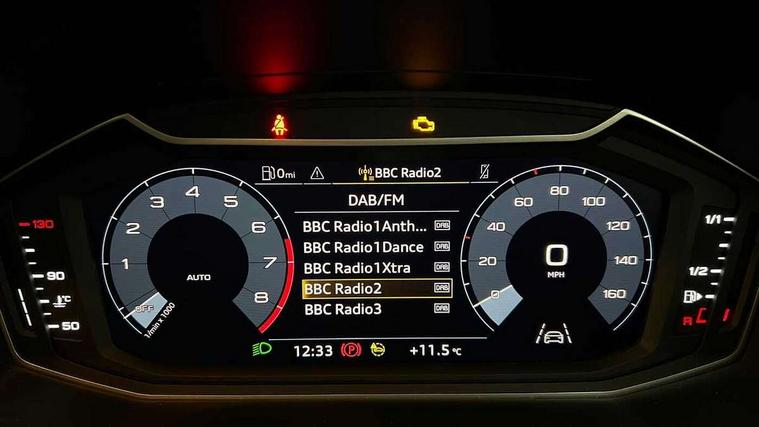 0mi
BBC Radio2
DAB/FM
BBC Radio1Anth... DAB
BBC Radio1Dance DAB
BBC Radio1Xtra DAB
BBC Radio2 DAB
BBC Radio3 DAB
1 2 3 4 5 6 7 8
AUTO
OFF
1/min x 1000
0 20 40 60 80 100 120 140 160
0
MPH
130
90
50
1/1
1/2
R
12:33
P
+11.5°C